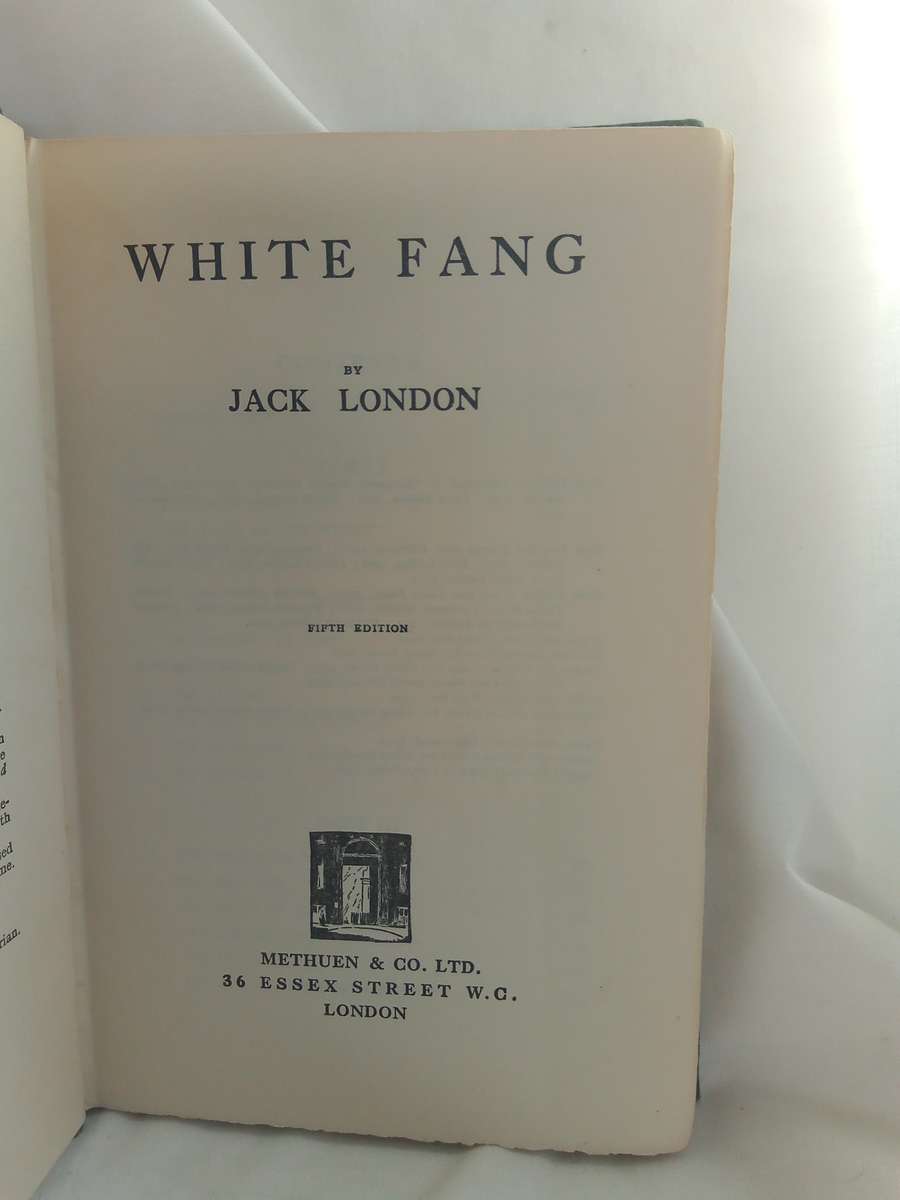 WHITE FANG
BY
JACK LONDON
FIFTH EDITION
METHUEN & CO. LTD.
36 ESSEX STREET W.C.
LONDON